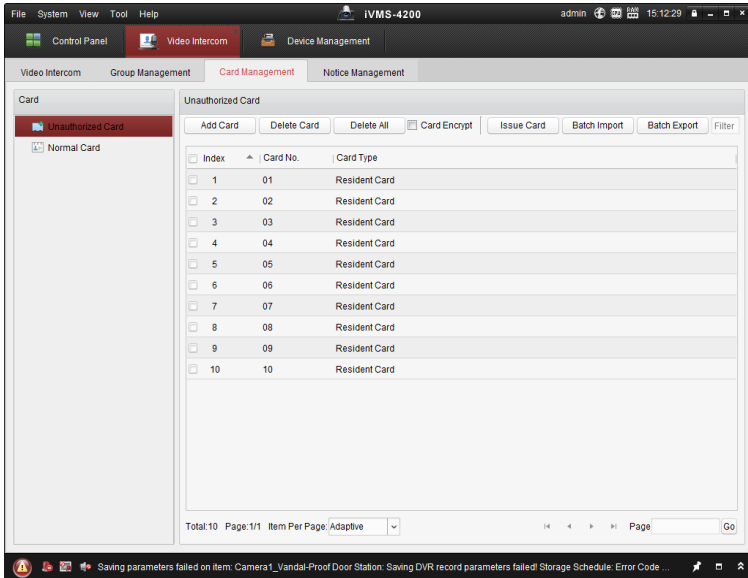 File System View Tool Help iVMS-4200 admin 15:12:29
Control Panel Video Intercom Device Management
Video Intercom Group Management Card Management Notice Management
Card Unauthorized Card
Unauthorized Card Add Card Delete Card Delete All Card Encrypt Issue Card Batch Import Batch Export Filter
Normal Card
Index Card No. Card Type
1 01 Resident Card
2 02 Resident Card
3 03 Resident Card
4 04 Resident Card
5 05 Resident Card
6 06 Resident Card
7 07 Resident Card
8 08 Resident Card
9 09 Resident Card
10 10 Resident Card
Total:10 Page:1/1 Item Per Page: Adaptive Page Go
Saving parameters failed on item: Camera1_Vandal-Proof Door Station: Saving DVR record parameters failed! Storage Schedule: Error Code ...